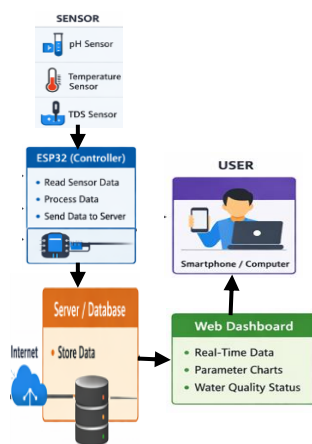 SENSOR
pH Sensor
Temperature
Sensor
TDS Sensor
ESP32 (Controller)
• Read Sensor Data
• Process Data
• Send Data to Server
USER
Smartphone / Computer
Server / Database
• Store Data
Internet
Web Dashboard
• Real-Time Data
• Parameter Charts
• Water Quality Status